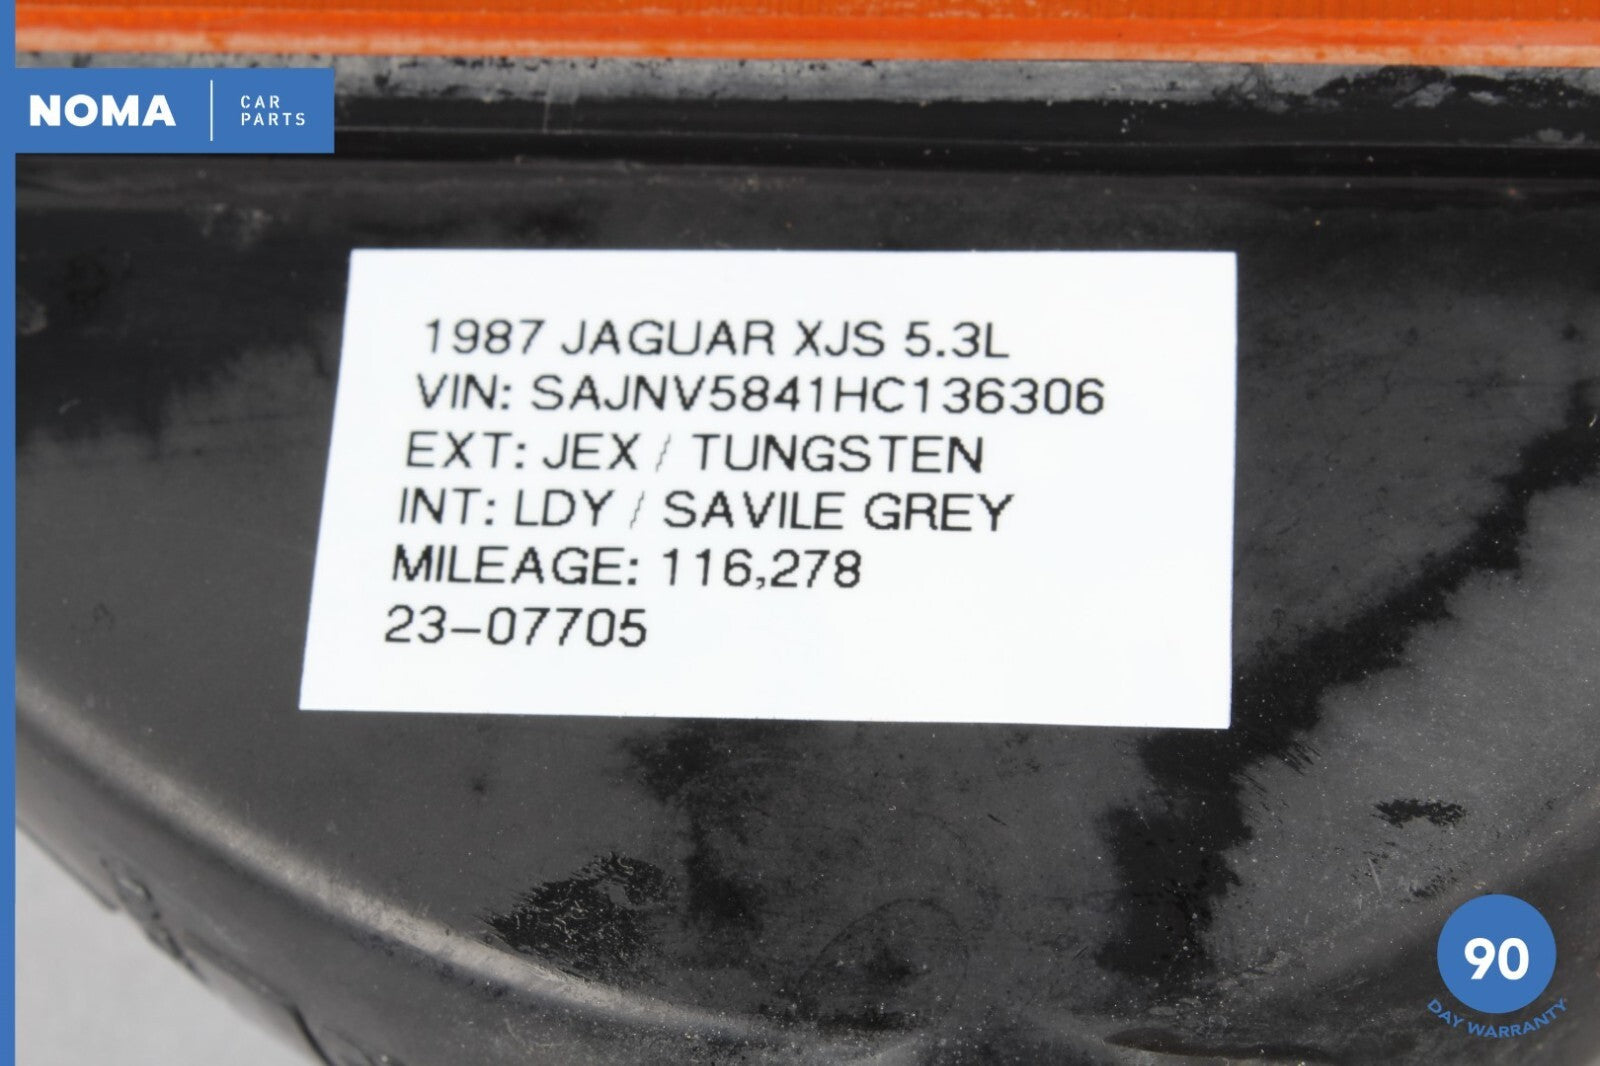 NOMA
CAR
PARTS
1987 JAGUAR XJS 5.3L
VIN: SAJNV5841HC136306
EXT: JEX / TUNGSTEN
INT: LDY / SAVILE GREY
MILEAGE: 116,278
23-07705
90
DAY WARRANTY